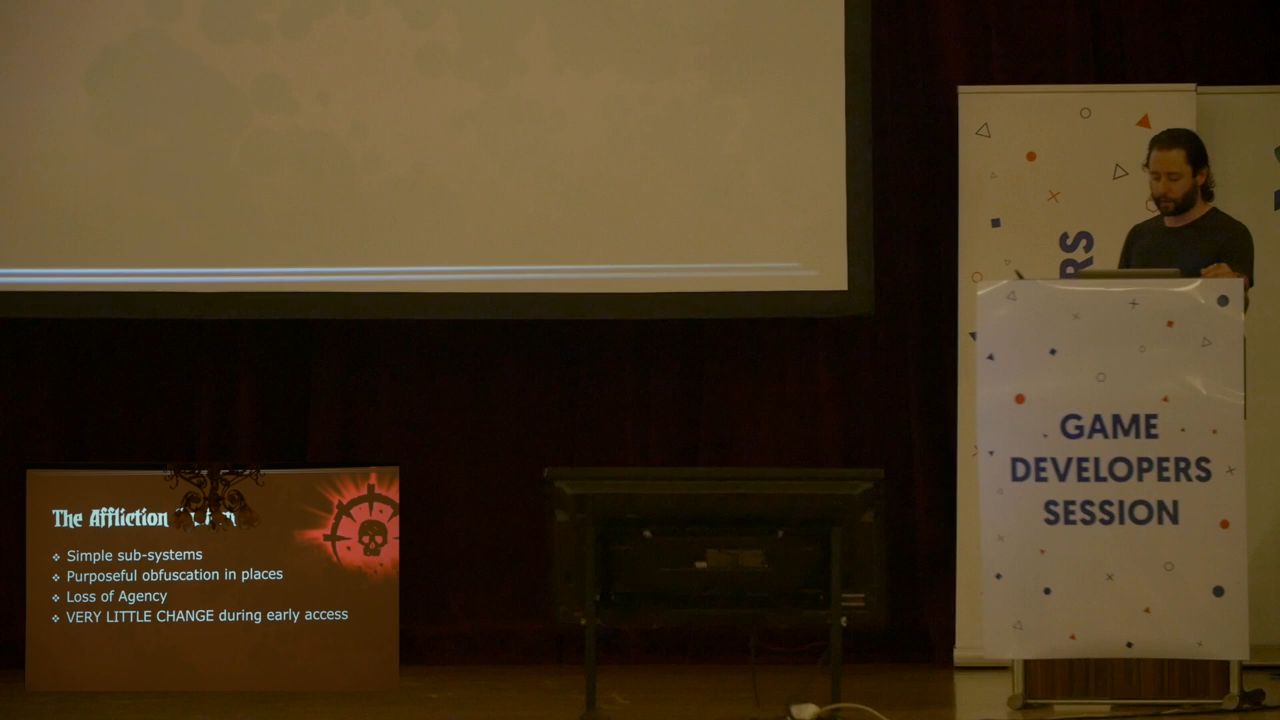 The Affliction
❖ Simple sub-systems
❖ Purposeful obfuscation in places
❖ Loss of Agency
❖ VERY LITTLE CHANGE during early access
RS
GAME
DEVELOPERS
SESSION